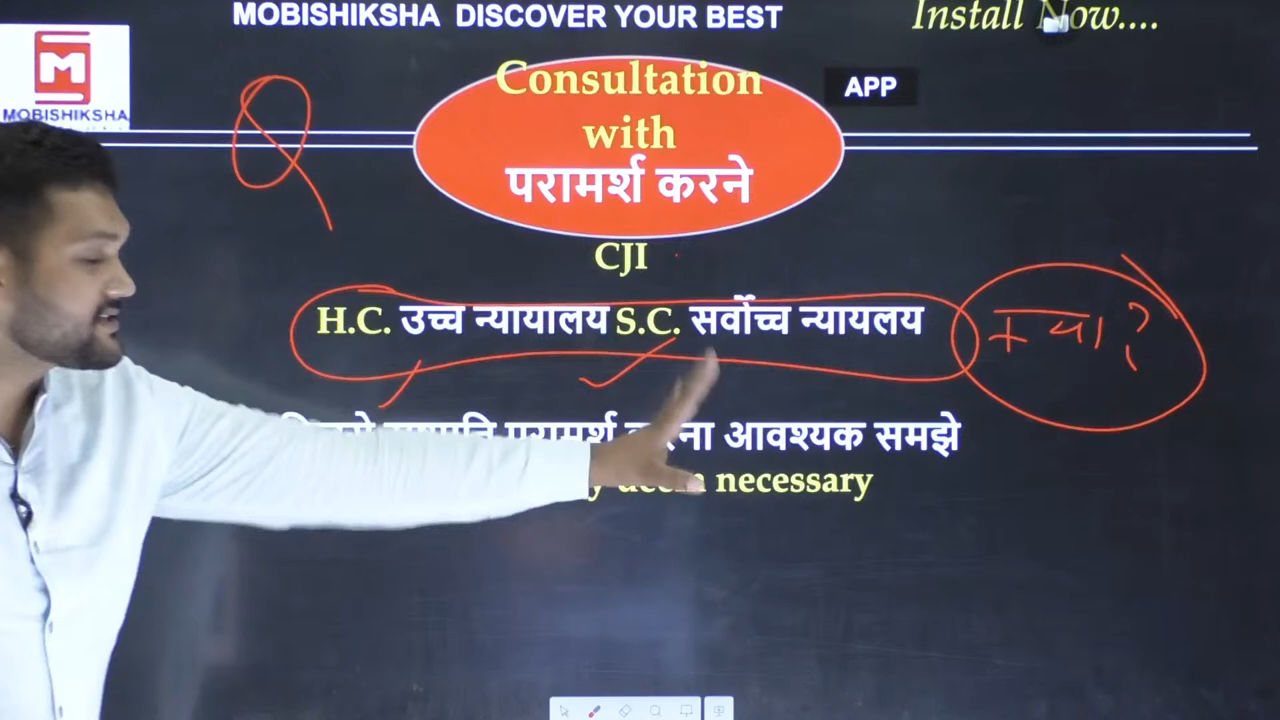 MOBISHIKSHA DISCOVER YOUR BEST
Install Now....
M
MOBISHIKSHA
Consultation
with
परामर्श करने
APP
Q
CJI
H.C. उच्च न्यायालय S.C. सर्वोच्च न्यायलय
आवश्यक समझे
necessary